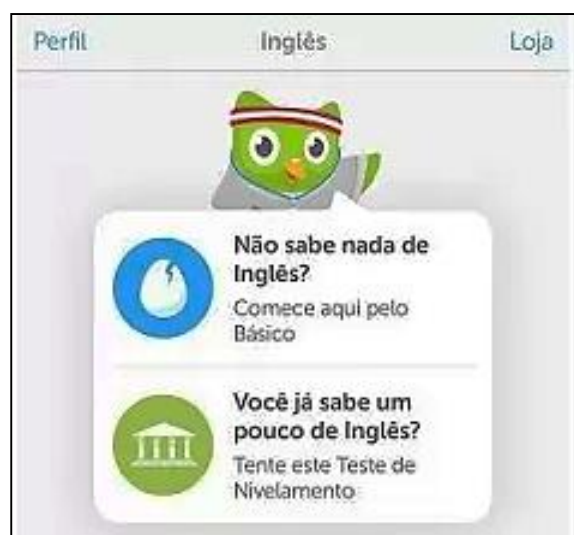 Perfil Inglês Loja
Não sabe nada de
Inglês?
Comece aqui pelo
Básico
Você já sabe um
pouco de Inglês?
Tente este Teste de
Nivelamento